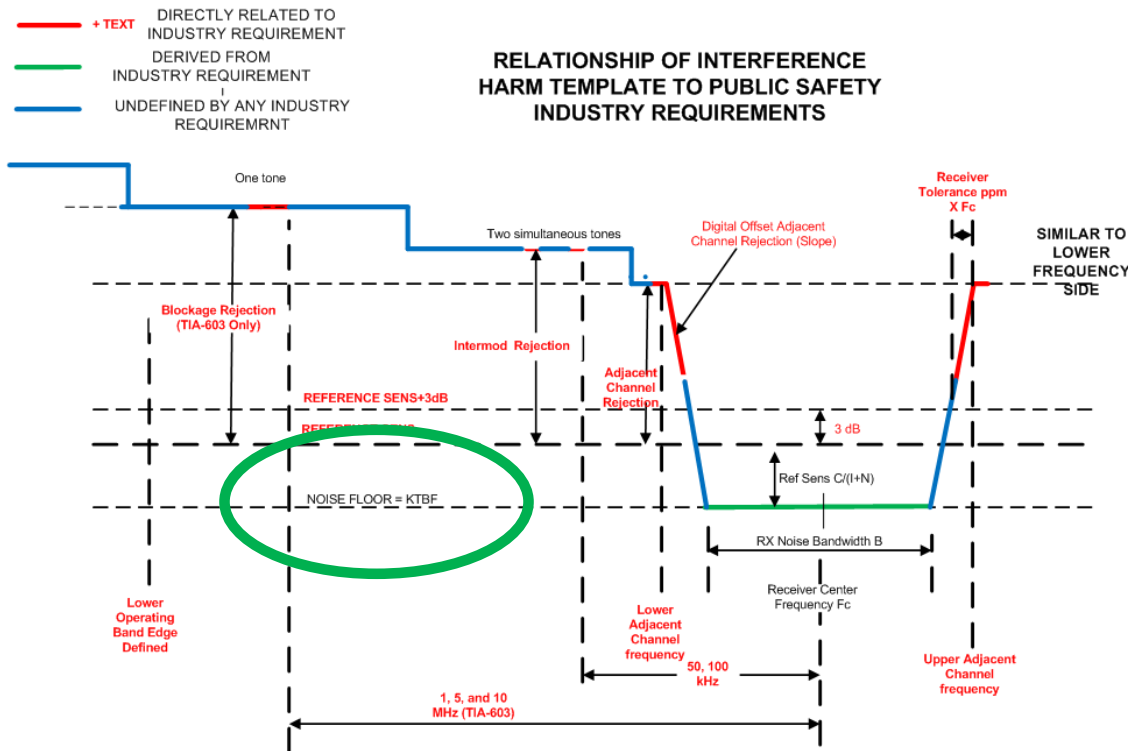 + TEXT
DIRECTLY RELATED TO
INDUSTRY REQUIREMENT
DERIVED FROM
INDUSTRY REQUIREMENT
UNDEFINED BY ANY INDUSTRY
REQUIREMRNT
RELATIONSHIP OF INTERFERENCE
HARM TEMPLATE TO PUBLIC SAFETY
INDUSTRY REQUIREMENTS
One tone
Two simultaneous tones
Digital Offset Adjacent
Channel Rejection (Slope)
Receiver
Tolerance ppm
X Fc
SIMILAR TO
LOWER
FREQUENCY
SIDE
Blockage Rejection
(TIA-603 Only)
Intermod Rejection
Adjacent
Channel
Rejection
REFERENCE SENS+3dB
REFERENCE SENS
3 dB
Ref Sens C/(I+N)
NOISE FLOOR = KTBF
RX Noise Bandwidth B
Receiver Center
Frequency Fc
Lower
Operating
Band Edge
Defined
Lower
Adjacent
Channel
frequency
50, 100
kHz
Upper Adjacent
Channel
frequency
1, 5, and 10
MHz (TIA-603)